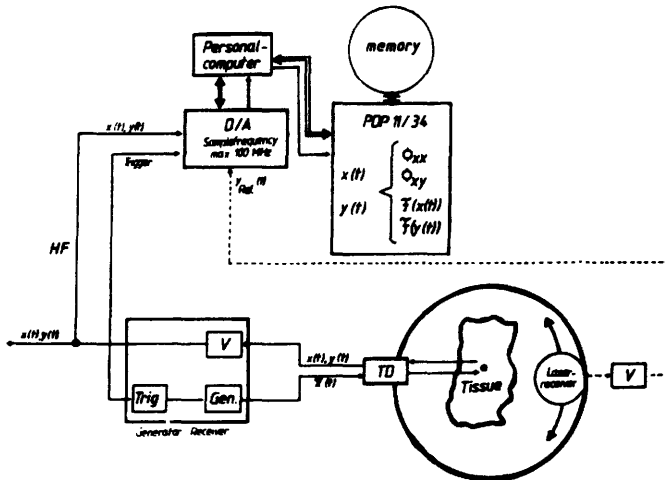 Personal-
computer
memory
D/A
Samplefrequency
max 100 MHz
PDP 11/34
x(t), y(t)
Trigger
x(t)
y(t)
Φxx
Φxy
F(x(t))
F(y(t))
HF
x(t), y(t)
V
x(t), y(t)
TD
Tissue
Laser-
receiver
V
Trig
Gen.
Generator Receiver